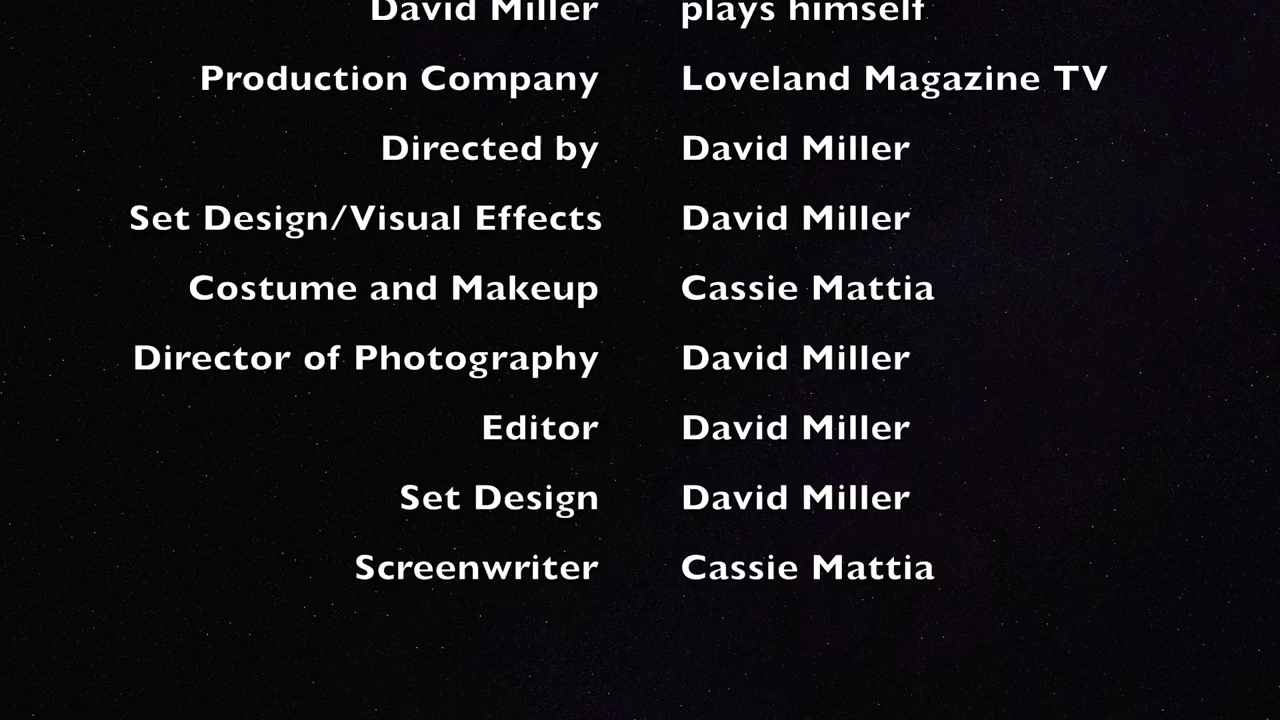 David Miller plays himself
Production Company Loveland Magazine TV
Directed by David Miller
Set Design/Visual Effects David Miller
Costume and Makeup Cassie Mattia
Director of Photography David Miller
Editor David Miller
Set Design David Miller
Screenwriter Cassie Mattia